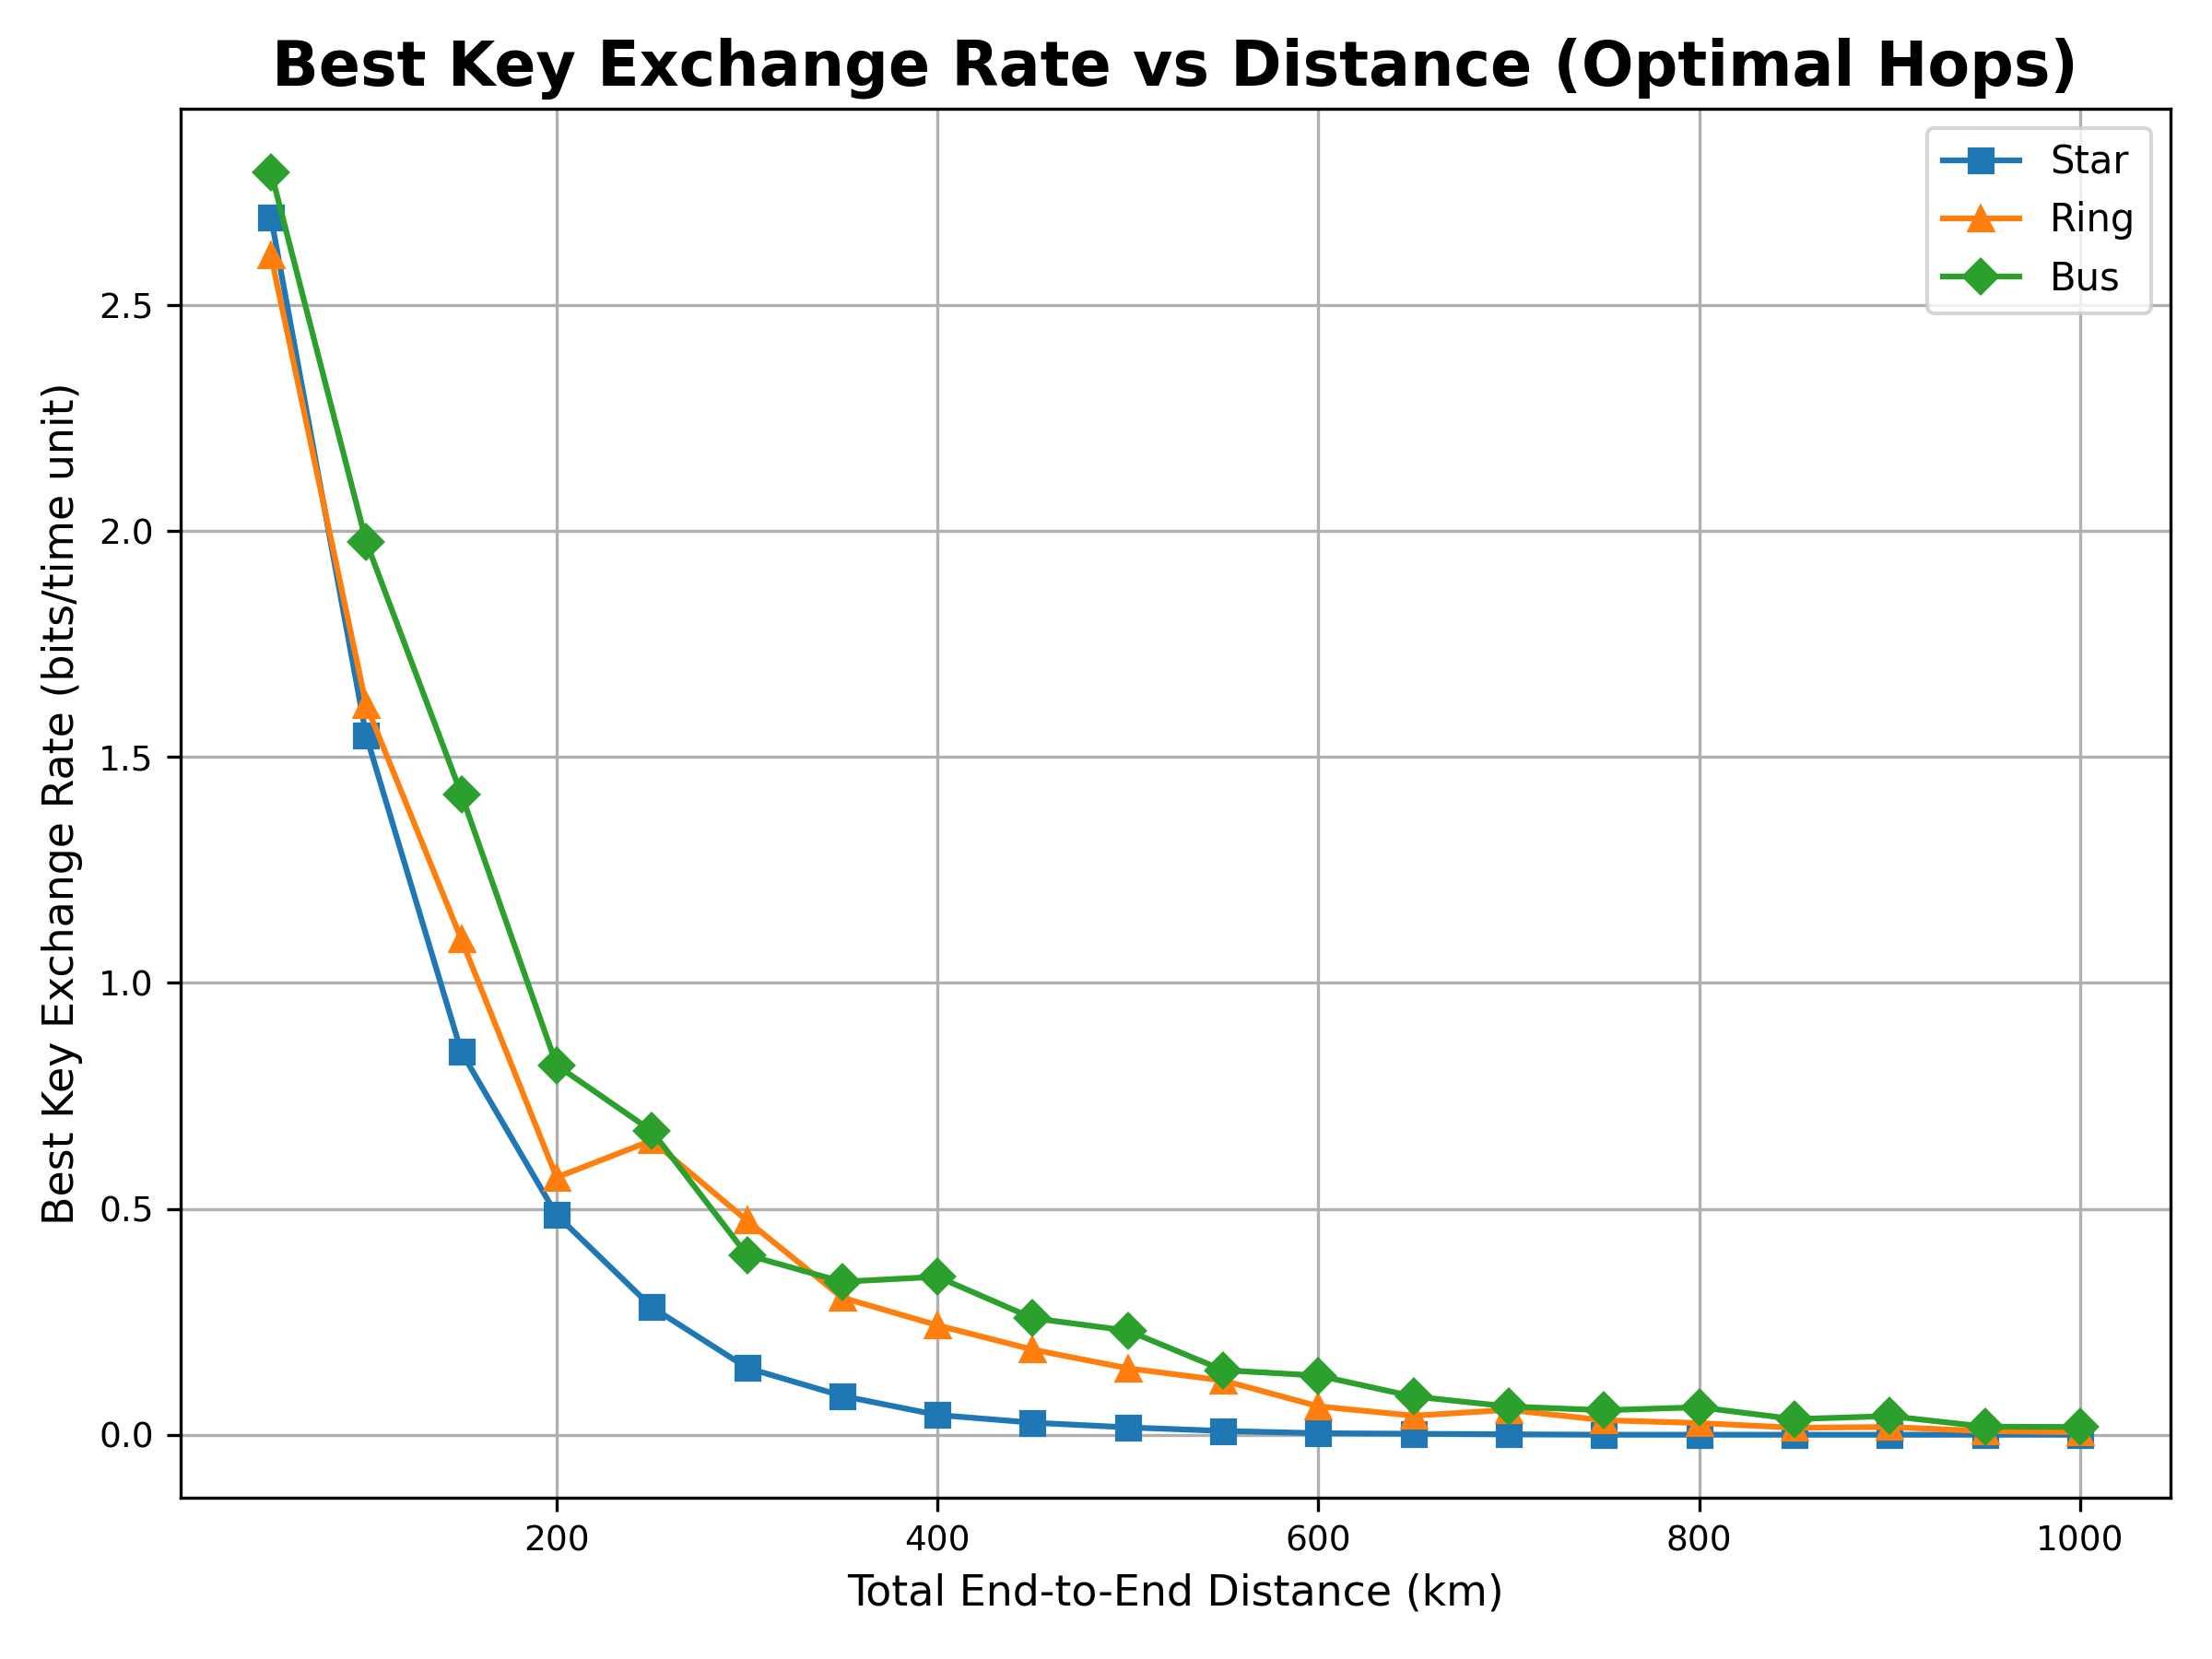 Best Key Exchange Rate vs Distance (Optimal Hops)
Star
Ring
Bus
Best Key Exchange Rate (bits/time unit)
2.5
2.0
1.5
1.0
0.5
0.0
200
400
600
800
1000
Total End-to-End Distance (km)